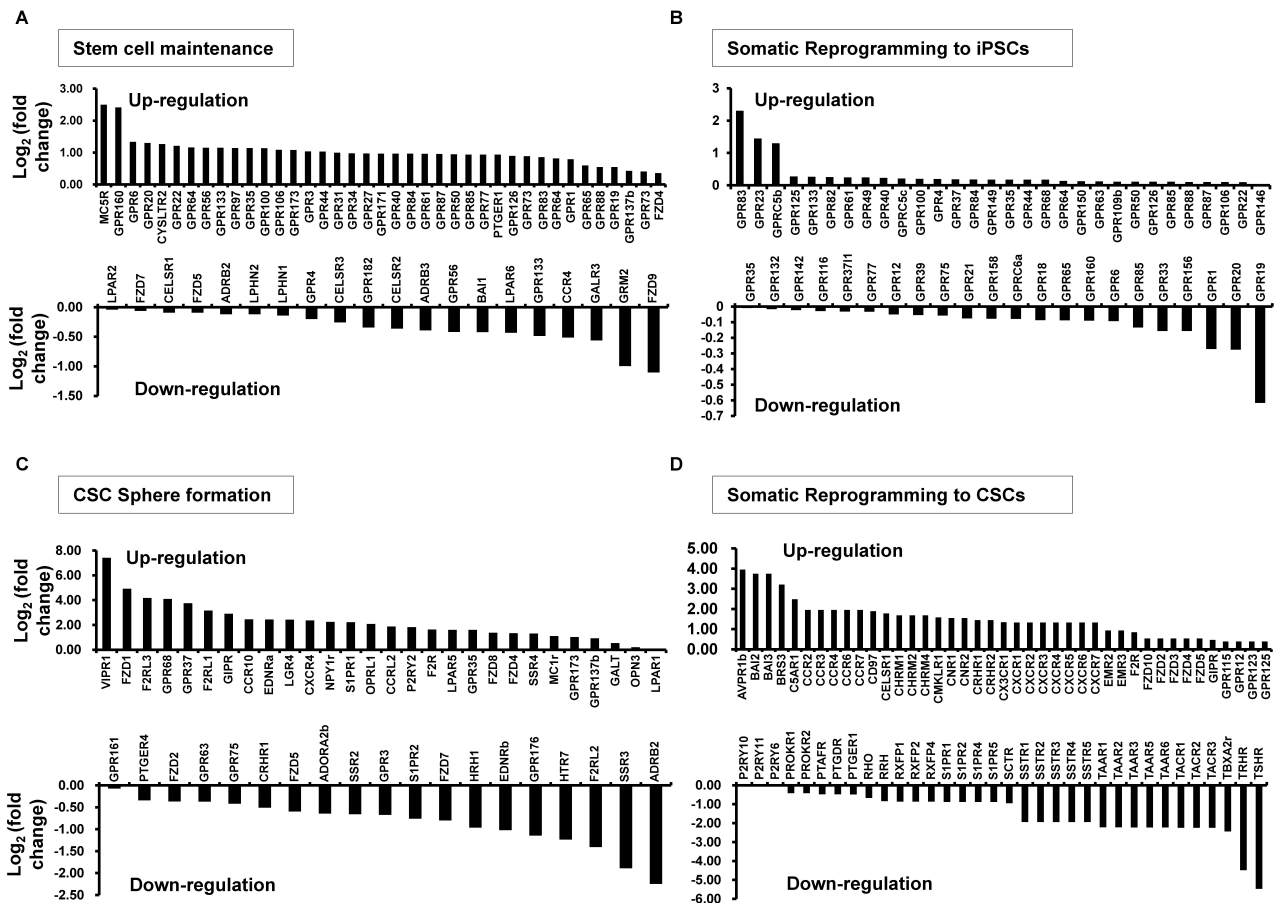 A
Stem cell maintenance
Log2 (fold change)
Up-regulation
3.00
2.00
1.00
0.00
MC5R GPR160 GPR6 GPR20 CYSLTR2 GPR22 GPR64 GPR56 GPR133 GPR97 GPR35 GPR100 GPR106 GPR173 GPR3 GPR44 GPR31 GPR34 GPR171 GPR40 GPR84 GPR61 GPR87 GPR50 GPR85 GPR77 PTGER1 GPR126 GPR73 GPR83 GPR64 GPR1 GPR65 GPR88 GPR19 GPR137b GPR73 FZD4
LPAR2 FZD7 CELSR1 FZD5 ADRB2 LPHN2 LPHN1 GPR4 CELSR3 GPR182 GPR27 CELSR2 ADRB3 GPR56 BAI1 LPAR6 GPR133 CCR4 GALR3 GRM2 FZD9
Log2 (fold change)
0.00
-0.50
-1.00
-1.50
Down-regulation
B
Somatic Reprogramming to iPSCs
Up-regulation
3
2
1
0
GPR83 GPR23 GPRC5b GPR125 GPR133 GPR82 GPR61 GPR49 GPR40 GPRC5c GPR100 GPR4 GPR37 GPR84 GPR149 GPR35 GPR44 GPR68 GPR64 GPR150 GPR63 GPR109b GPR50 GPR126 GPR85 GPR88 GPR87 GPR106 GPR22 GPR146
GPR35 GPR132 GPR142 GPR116 GPR37l1 GPR77 GPR12 GPR39 GPR75 GPR21 GPR158 GPRC6a GPR18 GPR65 GPR160 GPR6 GPR85 GPR33 GPR156 GPR1 GPR20 GPR19
0
-0.1
-0.2
-0.3
-0.4
-0.5
-0.6
-0.7
Down-regulation
C
CSC Sphere formation
Log2 (fold change)
Up-regulation
8.00
6.00
4.00
2.00
0.00
VIPR1 FZD1 F2RL3 GPR68 GPR37 F2RL1 GIPR CCR10 EDNRa LGR4 CXCR4 NPY1r S1PR1 OPRL1 CCRL2 P2RY2 F2R LPAR5 GPR35 FZD8 FZD4 SSR4 MC1r GPR173 GPR137b GALT OPN3 LPAR1
GPR161 PTGER4 FZD2 GPR63 GPR75 CRHR1 FZD5 ADORA2b SSR2 GPR3 S1PR2 FZD7 HRH1 EDNRb GPR176 HTR7 F2RL2 SSR3 ADRB2
Log2 (fold change)
0.00
-0.50
-1.00
-1.50
-2.00
-2.50
Down-regulation
D
Somatic Reprogramming to CSCs
Up-regulation
5.00
4.00
3.00
2.00
1.00
0.00
AVPR1b BAI2 BAI3 BRS3 C5AR1 CCR2 CCR3 CCR4 CCR6 CCR7 CD97 CELSR1 CHRM1 CHRM2 CHRM4 CMKLR1 CNR1 CNR2 CRHR1 CRHR2 CX3CR1 CXCR1 CXCR2 CXCR3 CXCR4 CXCR5 CXCR6 CXCR7 EMR2 EMR3 F2R FZD10 FZD2 FZD3 FZD4 FZD5 GIPR GPR115 GPR12 GPR123 GPR125
P2RY10 P2RY11 P2RY6 PROKR1 PROKR2 PTAFR PTGDR PTGER1 RHO RRH RXFP1 RXFP2 RXFP4 S1PR1 S1PR2 S1PR4 S1PR5 SCTR SSTR1 SSTR2 SSTR3 SSTR4 SSTR5 TAAR1 TAAR2 TAAR3 TAAR5 TAAR6 TACR1 TACR2 TACR3 TBXA2r TRHR TSHR
0.00
-1.00
-2.00
-3.00
-4.00
-5.00
-6.00
Down-regulation